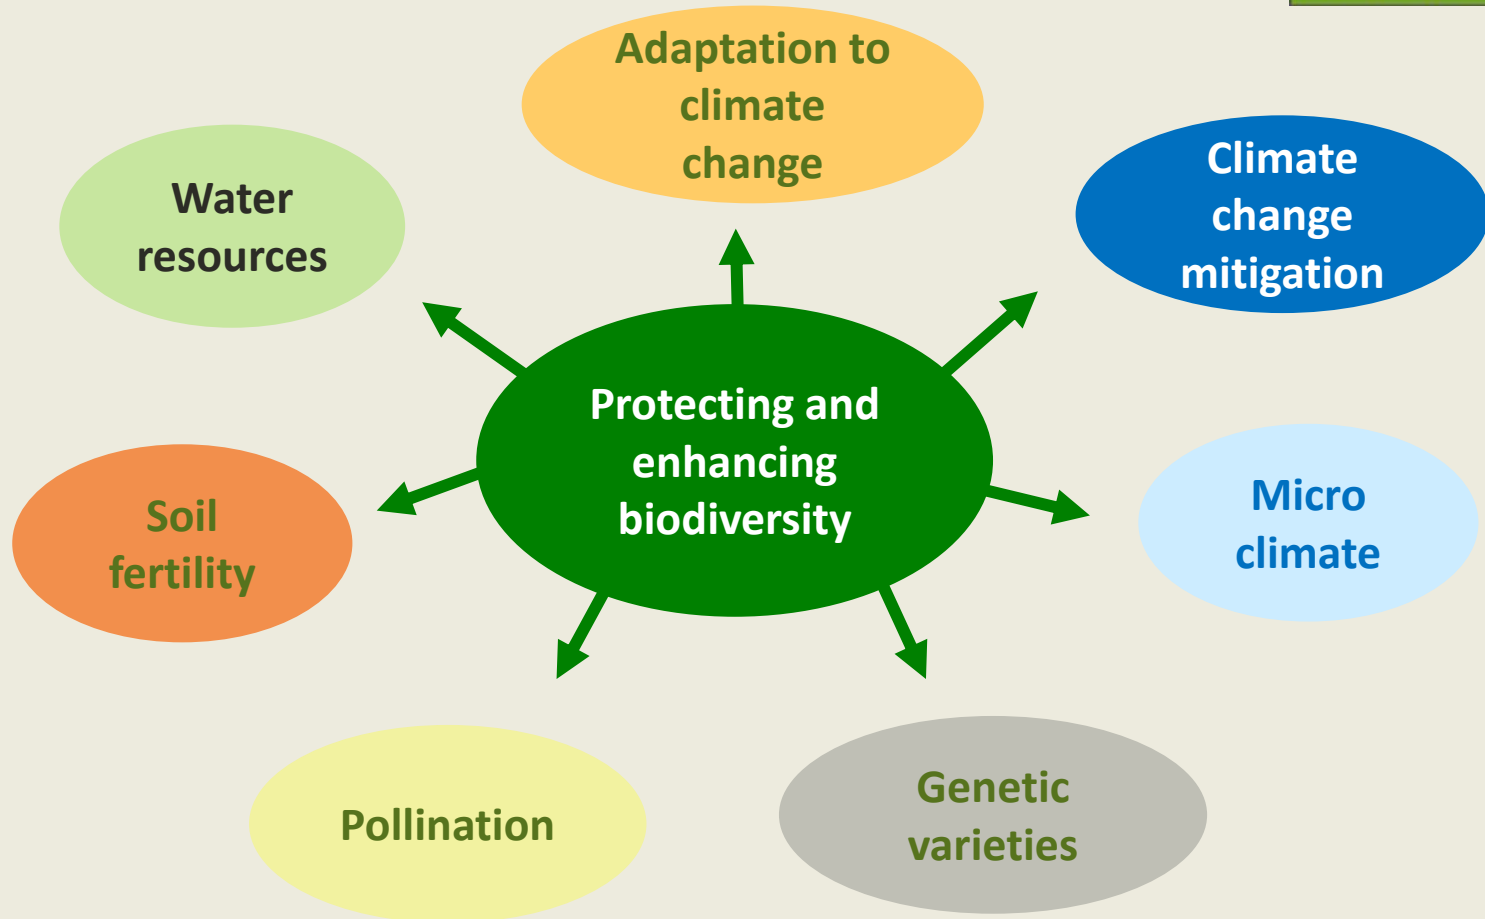 Adaptation to
climate
change
Climate
change
mitigation
Water
resources
Protecting and
enhancing
biodiversity
Micro
climate
Soil
fertility
Pollination
Genetic
varieties